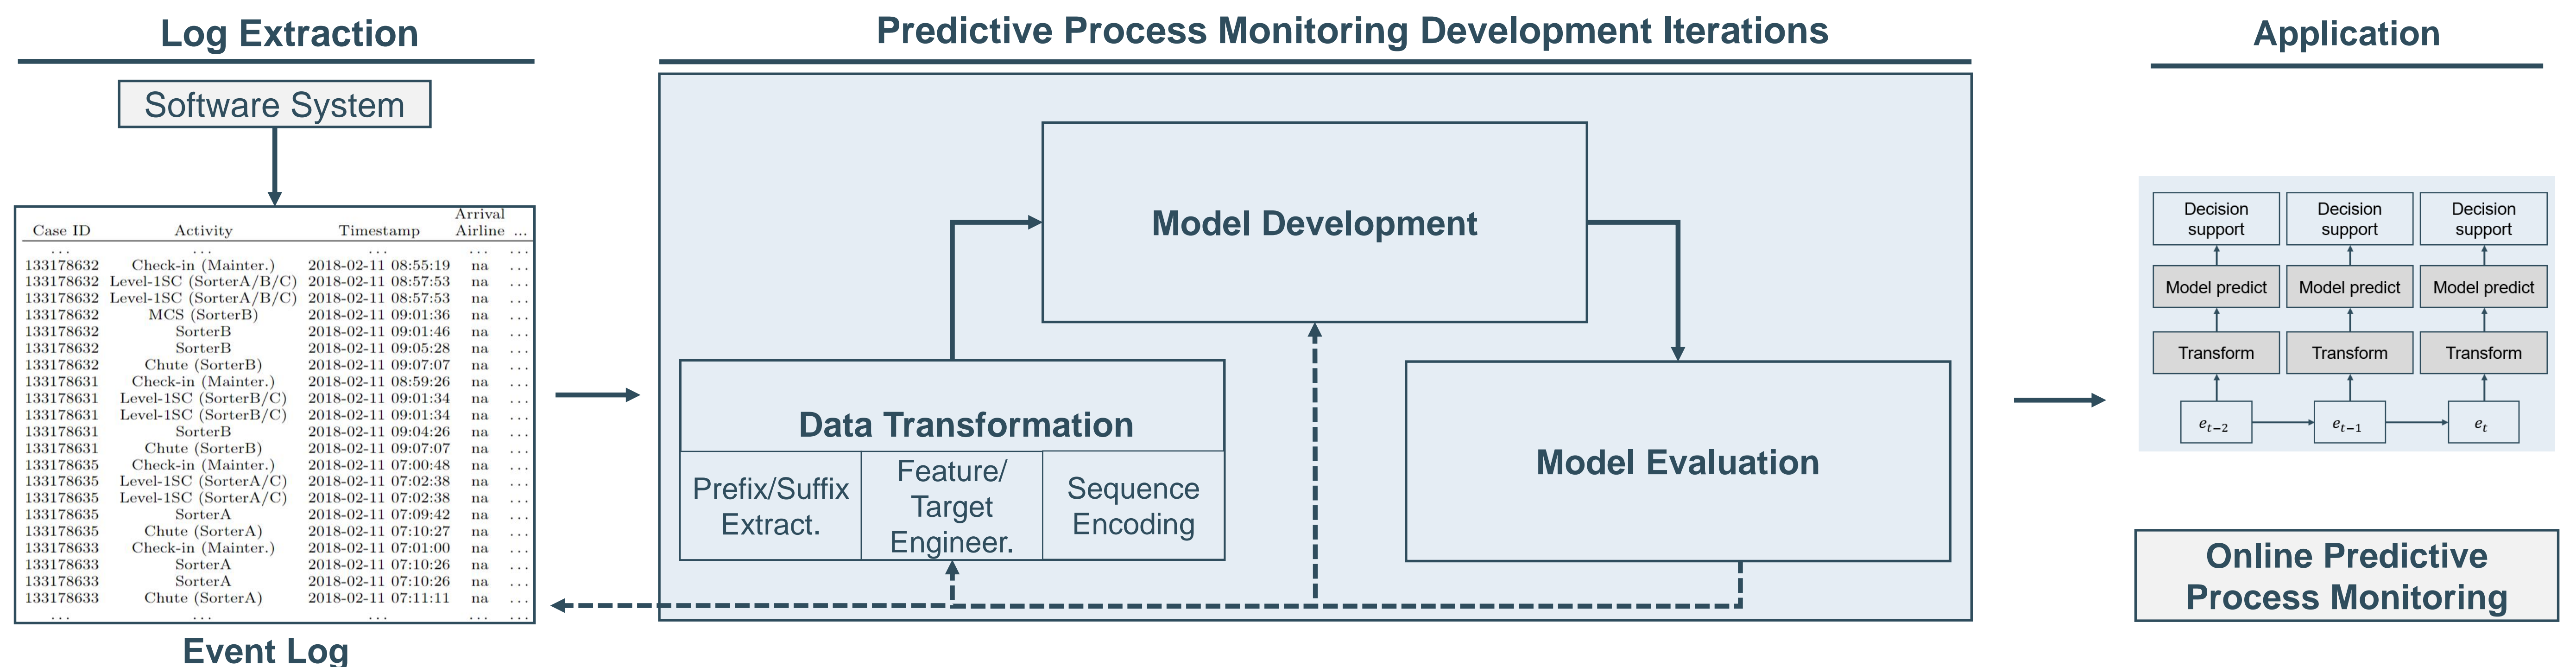 Log Extraction
Software System
Arrival
Case ID Activity Timestamp Airline ...
... ... ... ... ...
133178632 Check-in (Mainter.) 2018-02-11 08:55:19 na ...
133178632 Level-1SC (SorterA/B/C) 2018-02-11 08:57:53 na ...
133178632 Level-1SC (SorterA/B/C) 2018-02-11 08:57:53 na ...
133178632 MCS (SorterB) 2018-02-11 09:01:36 na ...
133178632 SorterB 2018-02-11 09:01:46 na ...
133178632 SorterB 2018-02-11 09:05:28 na ...
133178632 Chute (SorterB) 2018-02-11 09:07:07 na ...
133178631 Check-in (Mainter.) 2018-02-11 08:59:26 na ...
133178631 Level-1SC (SorterB/C) 2018-02-11 09:01:34 na ...
133178631 Level-1SC (SorterB/C) 2018-02-11 09:01:34 na ...
133178631 SorterB 2018-02-11 09:04:26 na ...
133178631 Chute (SorterB) 2018-02-11 09:07:07 na ...
133178635 Check-in (Mainter.) 2018-02-11 07:00:48 na ...
133178635 Level-1SC (SorterA/C) 2018-02-11 07:02:38 na ...
133178635 Level-1SC (SorterA/C) 2018-02-11 07:02:38 na ...
133178635 SorterA 2018-02-11 07:09:42 na ...
133178635 Chute (SorterA) 2018-02-11 07:10:27 na ...
133178633 Check-in (Mainter.) 2018-02-11 07:01:00 na ...
133178633 SorterA 2018-02-11 07:10:26 na ...
133178633 SorterA 2018-02-11 07:10:26 na ...
133178633 Chute (SorterA) 2018-02-11 07:11:11 na ...
... ... ... ... ...
Event Log
Predictive Process Monitoring Development Iterations
Model Development
Data Transformation
Prefix/Suffix
Extract.
Feature/
Target
Engineer.
Sequence
Encoding
Model Evaluation
Application
Decision
support
Decision
support
Decision
support
Model predict Model predict Model predict
Transform Transform Transform
e_{t−2} e_{t−1} e_t
Online Predictive
Process Monitoring